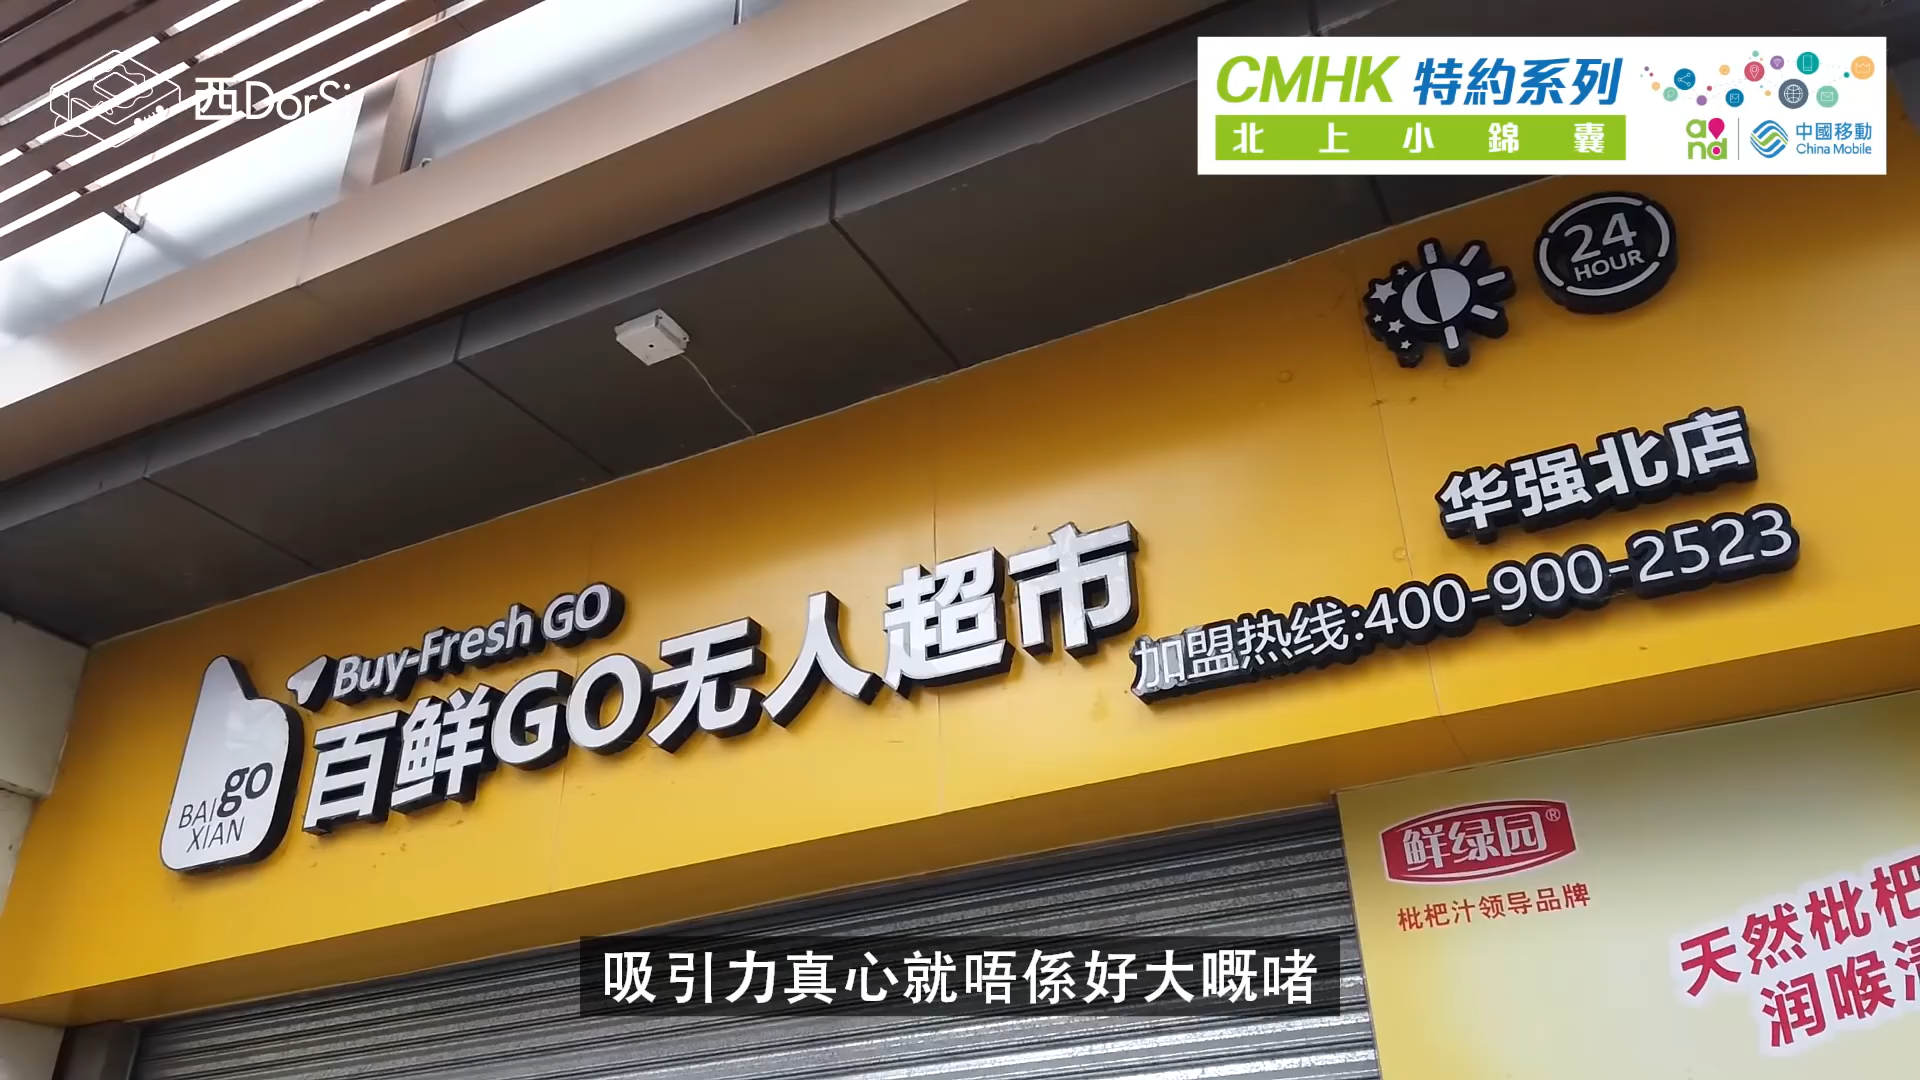 西DorSi
CMHK 特約系列
北上小錦囊
and
中國移動
China Mobile
24
HOUR
华强北店
Buy-Fresh GO
百鲜GO无人超市
加盟热线:400-900-2523
go
BAI
XIAN
鲜绿园®
枇杷汁领导品牌
天然枇杷
润喉
吸引力真心就唔係好大嘅啫